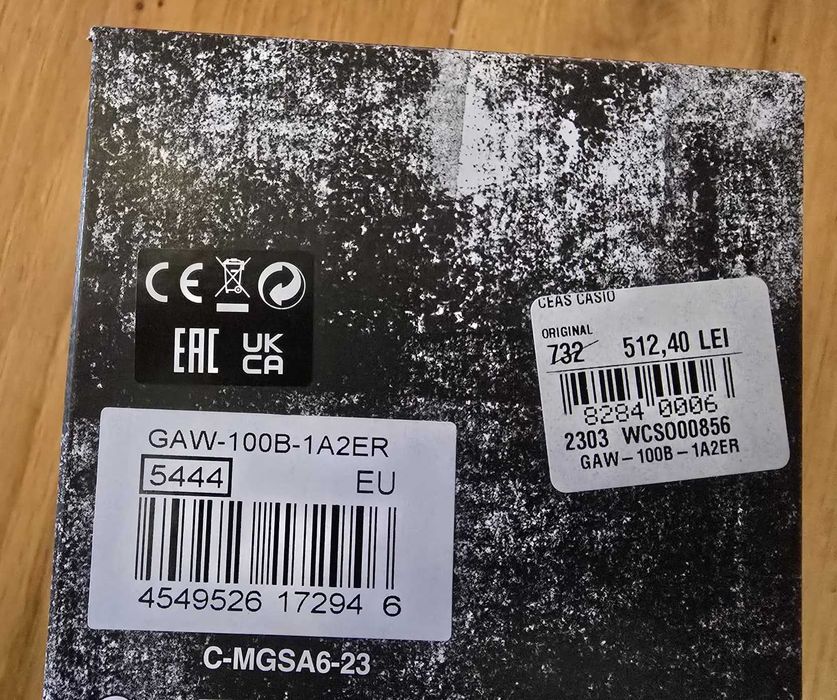 CE
EAC
UK
CA
CEAS CASIO
ORIGINAL
732 512,40 LEI
8284 0006
2303 WCS000856
GAW-100B-1A2ER
GAW-100B-1A2ER
5444 EU
4549526 17294 6
C-MGSA6-23